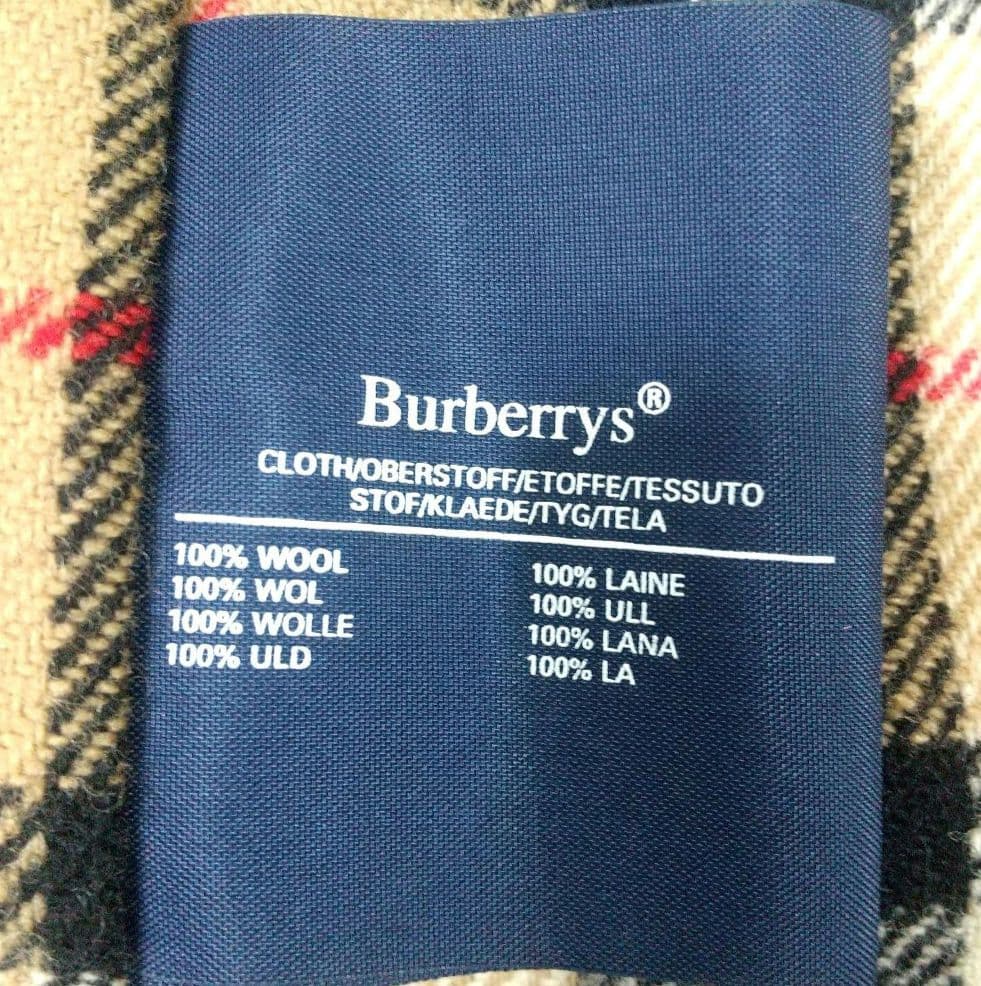 Burberrys®
CLOTH/OBERSTOFF/ETOFFE/TESSUTO
STOF/KLAEDE/TYG/TELA
100% WOOL
100% WOL
100% WOLLE
100% ULD
100% LAINE
100% ULL
100% LANA
100% LA